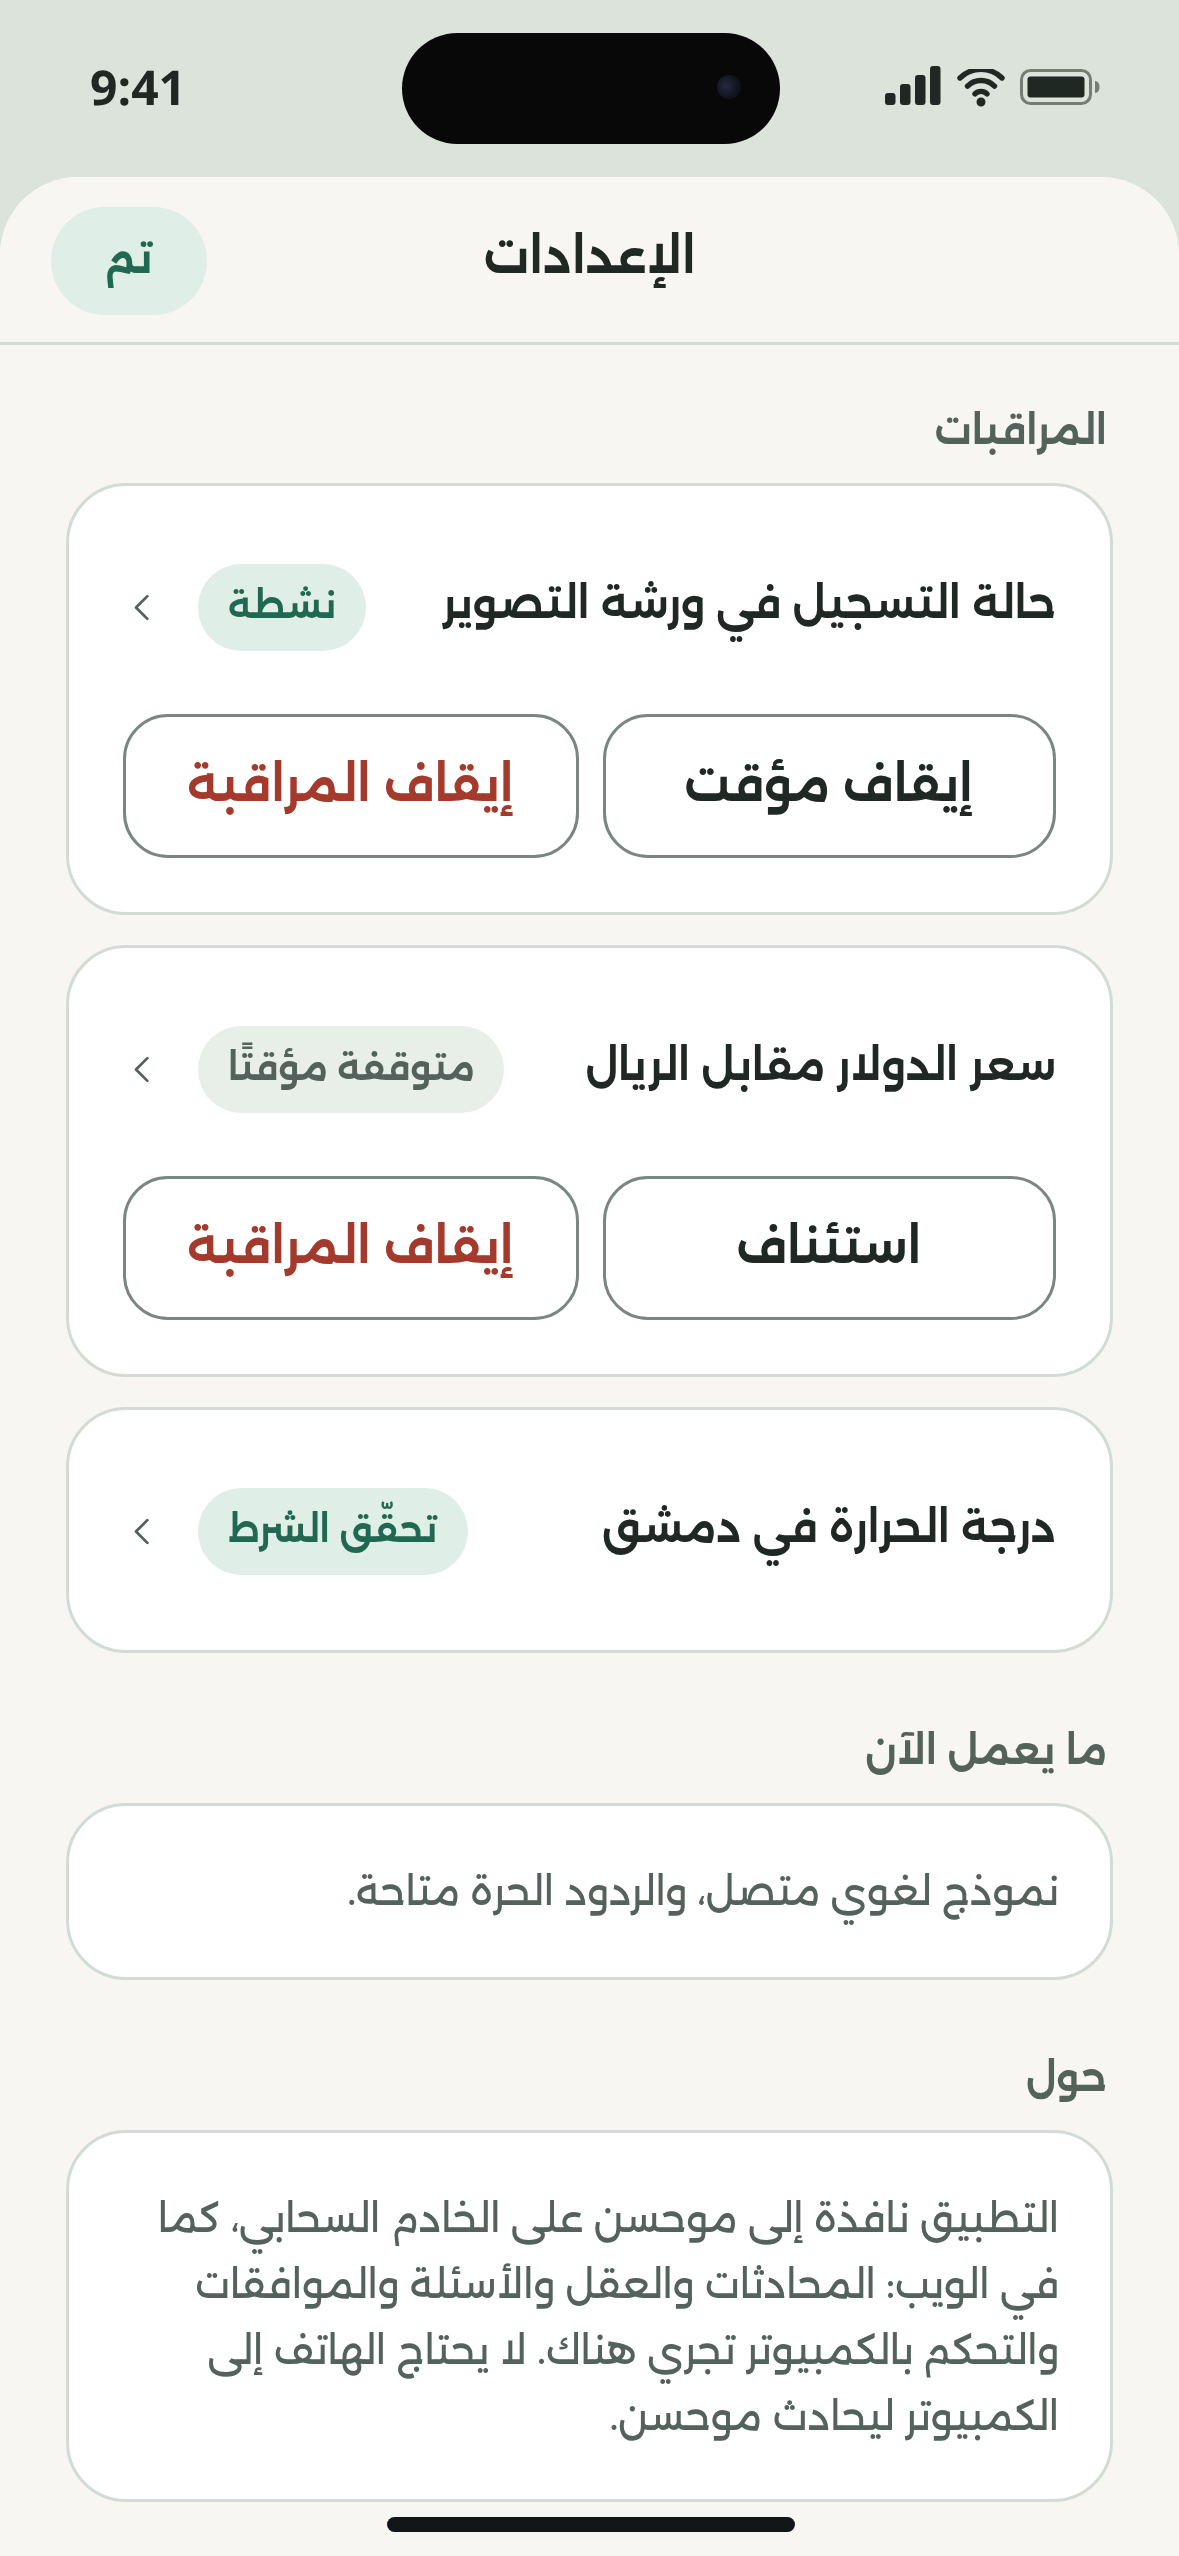 9:41
الإعدادات
تم
المراقبات
حالة التسجيل في ورشة التصوير
نشطة
إيقاف مؤقت
إيقاف المراقبة
سعر الدولار مقابل الريال
متوقفة مؤقتًا
استئناف
إيقاف المراقبة
درجة الحرارة في دمشق
تحقّق الشرط
ما يعمل الآن
نموذج لغوي متصل، والردود الحرة متاحة.
حول
التطبيق نافذة إلى موحسن على الخادم السحابي، كما
في الويب: المحادثات والعقل والأسئلة والموافقات
والتحكم بالكمبيوتر تجري هناك. لا يحتاج الهاتف إلى
الكمبيوتر ليحادث موحسن.